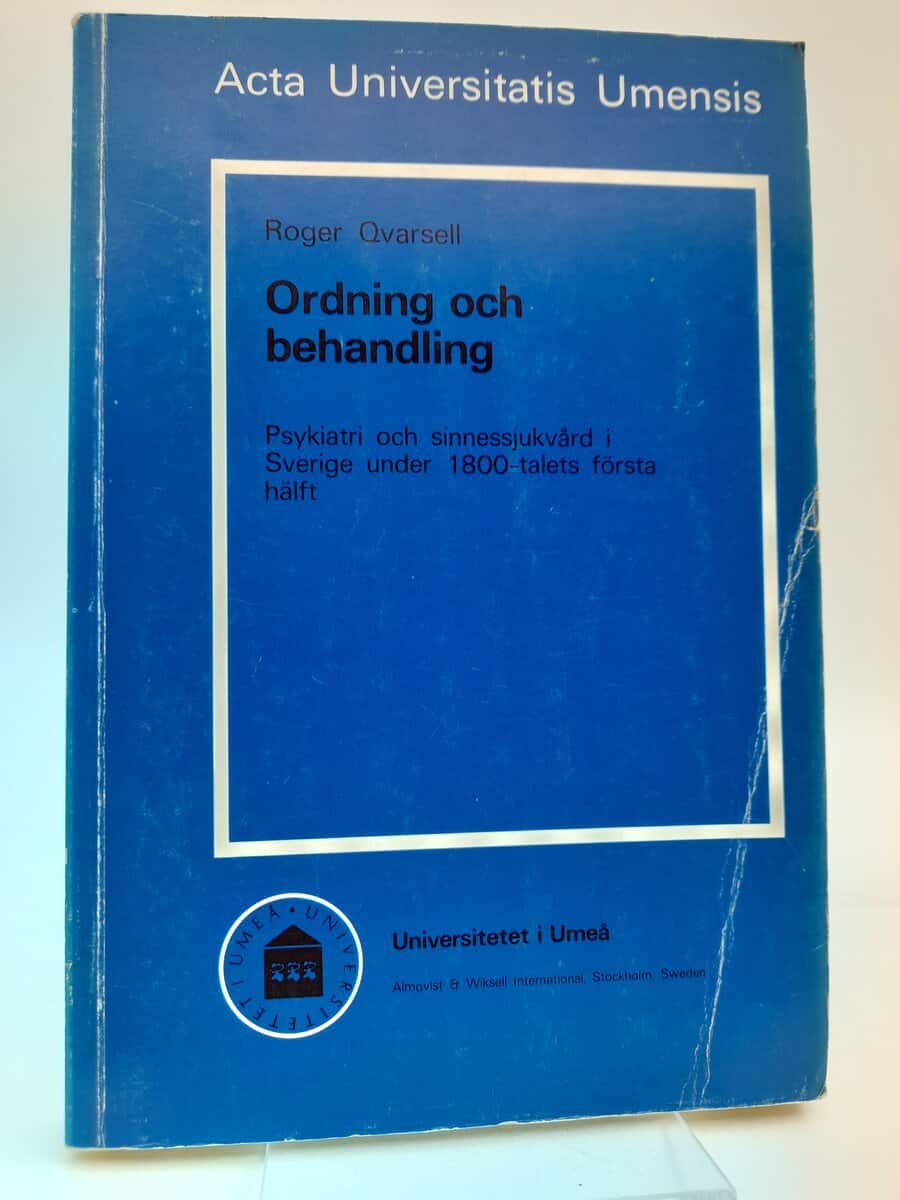 Acta Universitatis Umensis
Roger Qvarsell
Ordning och
behandling
Psykiatri och sinnessjukvård i
Sverige under 1800-talets första
hälft
UNIVERSITETET I UMEÅ •
Universitetet i Umeå
Almqvist & Wiksell International, Stockholm, Sweden